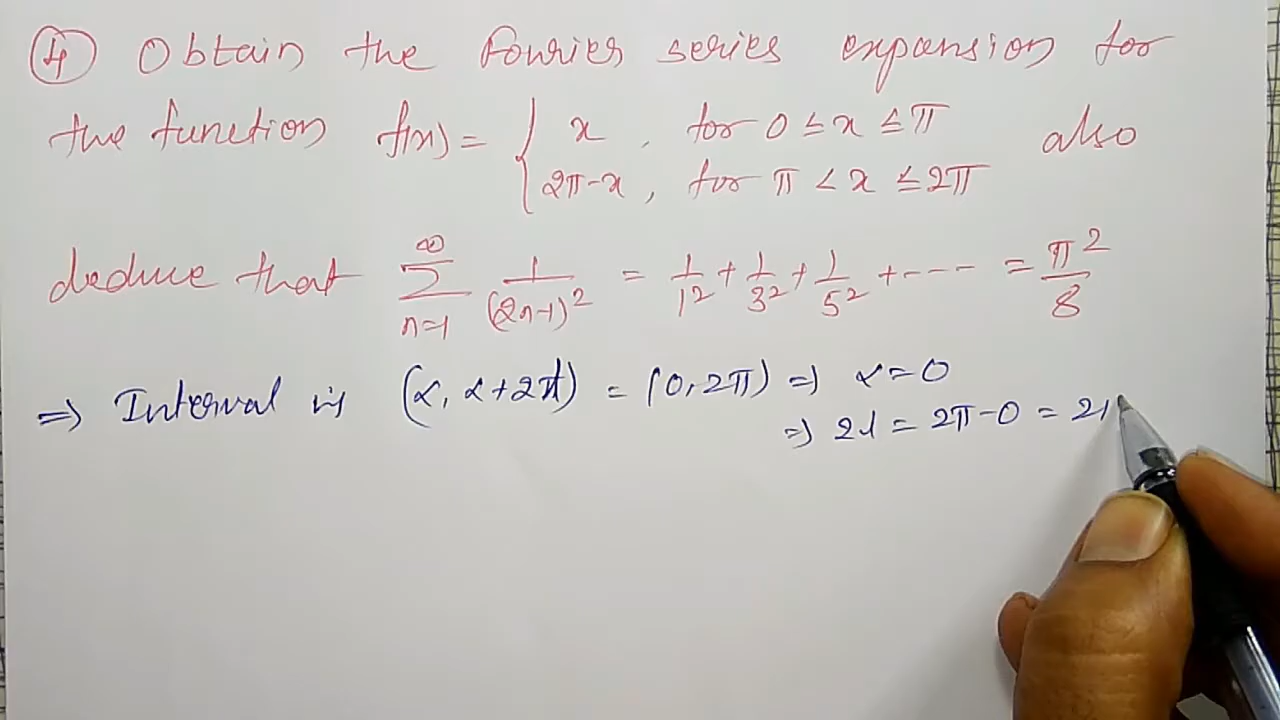 ④ Obtain the Fourier series expansion for
the function f(x) = { x , for 0 ≤ x ≤ π also
2π-x , for π < x ≤ 2π
deduce that ∞ Σ n=1 1/(2n-1)² = 1/1² + 1/3² + 1/5² + --- = π²/8
⇒ Interval is (α, α+2l) = (0, 2π) ⇒ α = 0
⇒ 2l = 2π-0 = 2